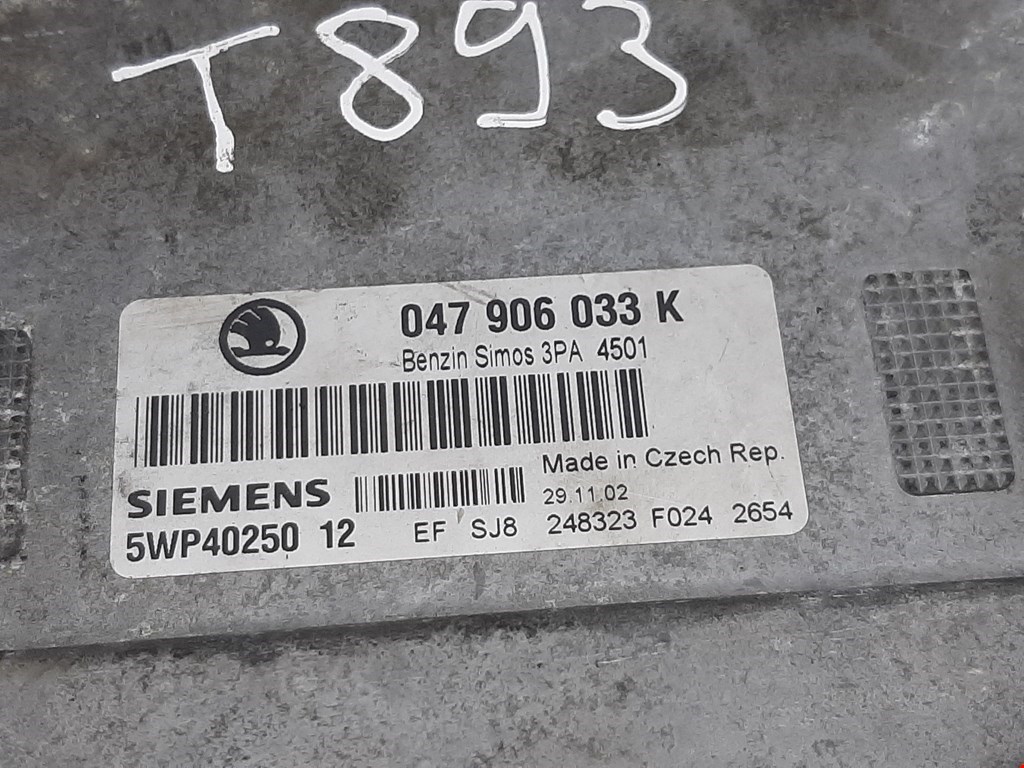 T893
047 906 033 K
Benzin Simos 3PA 4501
Made in Czech Rep.
SIEMENS
29.11.02
5WP40250 12 EF SJ8 248323 F024 2654